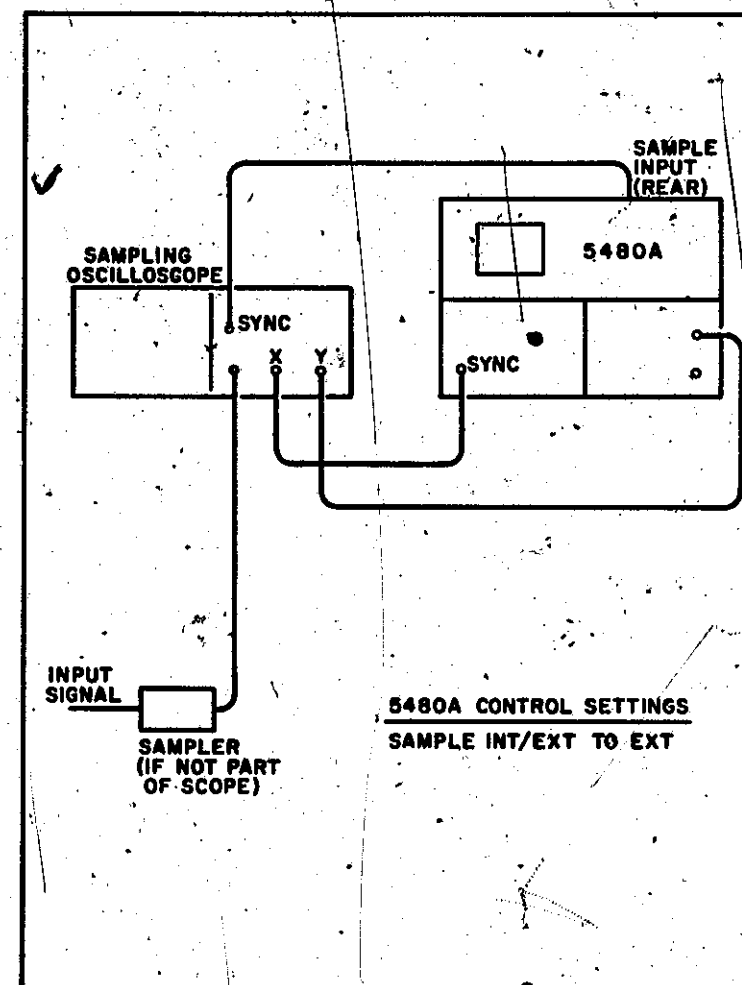 SAMPLE
INPUT
(REAR)
5480A
SAMPLING
OSCILLOSCOPE
SYNC
X
Y
SYNC
INPUT
SIGNAL
SAMPLER
(IF NOT PART
OF SCOPE)
5480A CONTROL SETTINGS
SAMPLE INT/EXT TO EXT